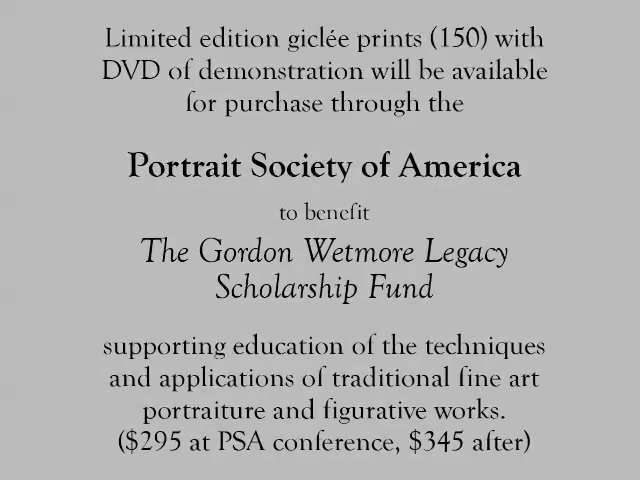 Limited edition giclée prints (150) with
DVD of demonstration will be available
for purchase through the
Portrait Society of America
to benefit
The Gordon Wetmore Legacy
Scholarship Fund
supporting education of the techniques
and applications of traditional fine art
portraiture and figurative works.
($295 at PSA conference, $345 after)